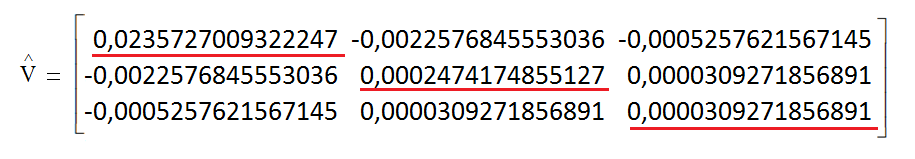 0,0235727009322247 -0,0022576845553036 -0,0005257621567145
V̂ = -0,0022576845553036 0,0002474174855127 0,0000309271856891
-0,0005257621567145 0,0000309271856891 0,0000309271856891